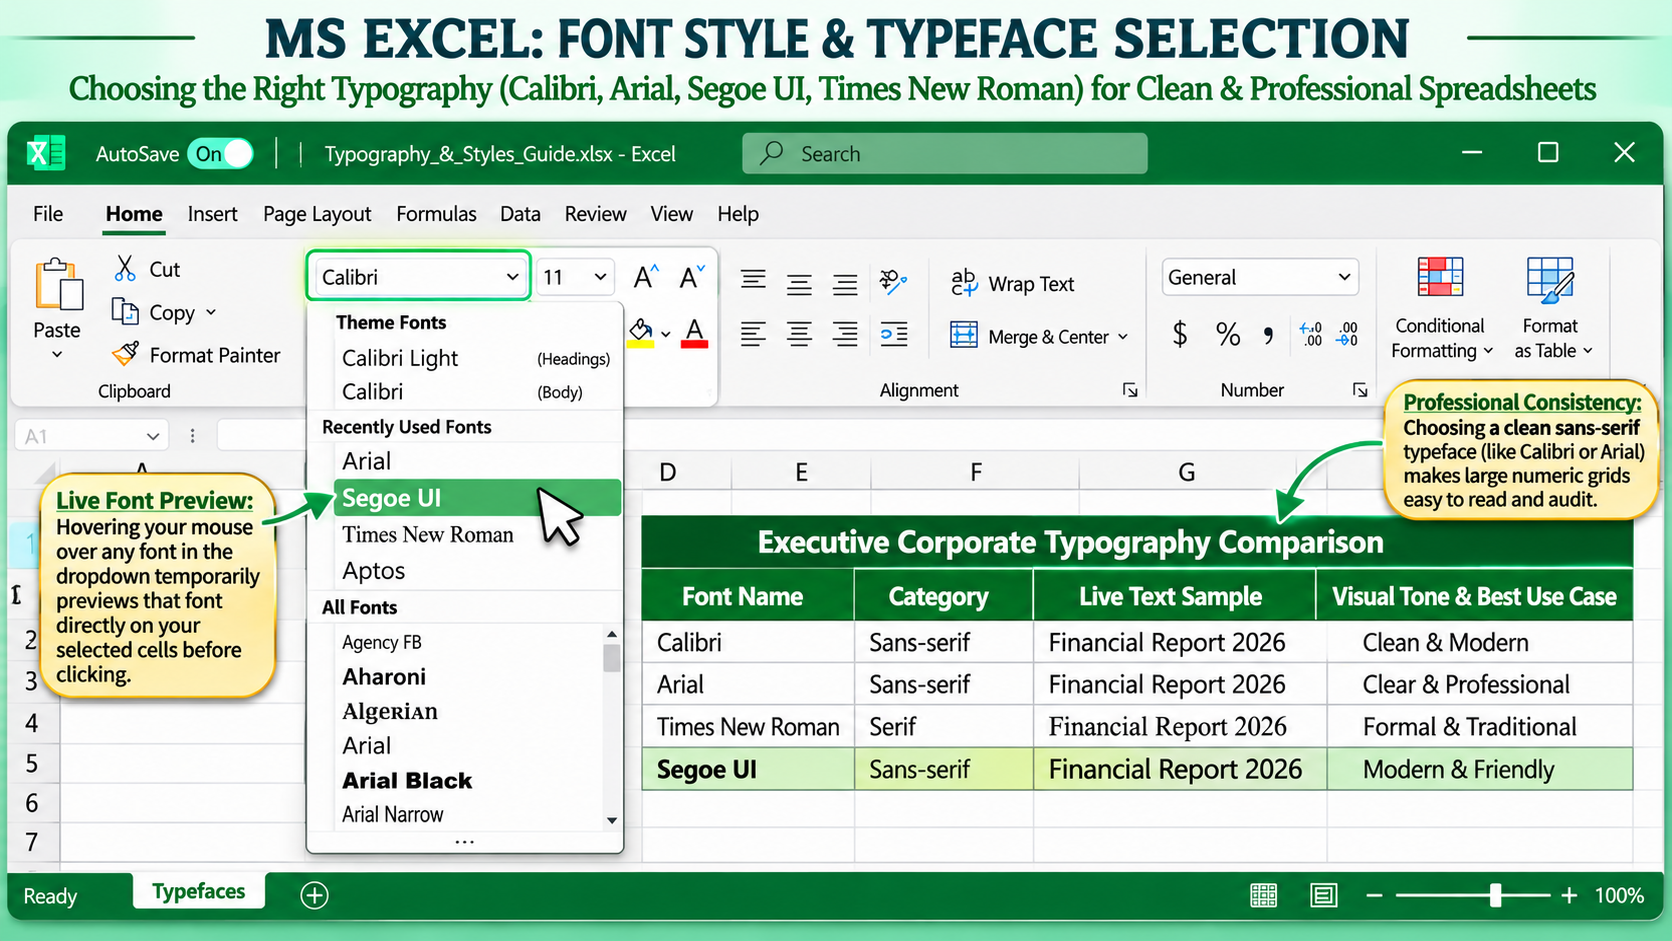 MS EXCEL: FONT STYLE & TYPEFACE SELECTION
Choosing the Right Typography (Calibri, Arial, Segoe UI, Times New Roman) for Clean & Professional Spreadsheets
AutoSave On Typography_&_Styles_Guide.xlsx - Excel Search
File Home Insert Page Layout Formulas Data Review View Help
Paste
Cut
Copy
Format Painter
Clipboard
Calibri 11 A^ A˅
A
Theme Fonts
Calibri Light (Headings)
Calibri (Body)
Recently Used Fonts
Arial
Segoe UI
Times New Roman
Aptos
All Fonts
Agency FB
Aharoni
Algerian
Arial
Arial Black
Arial Narrow
...
ab Wrap Text
Merge & Center
Alignment
General
$ % , .00 .00
Number
Conditional
Formatting
Format
as Table
A1
A D E F G
Live Font Preview:
Hovering your mouse
over any font in the
dropdown temporarily
previews that font
directly on your
selected cells before
clicking.
Professional Consistency:
Choosing a clean sans-serif
typeface (like Calibri or Arial)
makes large numeric grids
easy to read and audit.
Executive Corporate Typography Comparison
Font Name Category Live Text Sample Visual Tone & Best Use Case
Calibri Sans-serif Financial Report 2026 Clean & Modern
Arial Sans-serif Financial Report 2026 Clear & Professional
Times New Roman Serif Financial Report 2026 Formal & Traditional
Segoe UI Sans-serif Financial Report 2026 Modern & Friendly
1
2
3
4
5
6
7
Ready Typefaces 100%